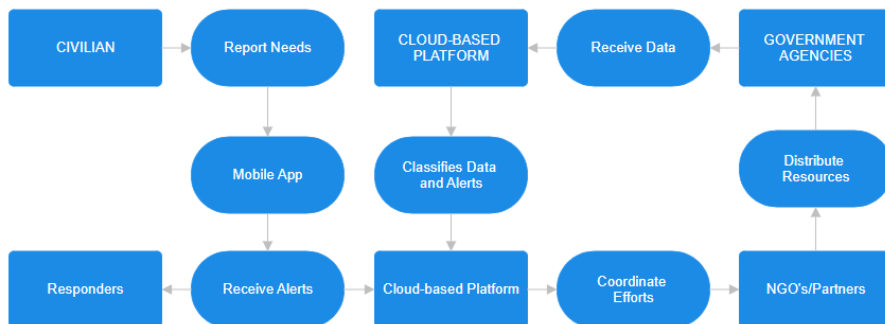 CIVILIAN
Report Needs
CLOUD-BASED
PLATFORM
Receive Data
GOVERNMENT
AGENCIES
Mobile App
Classifies Data
and Alerts
Distribute
Resources
Responders
Receive Alerts
Cloud-based Platform
Coordinate
Efforts
NGO's/Partners